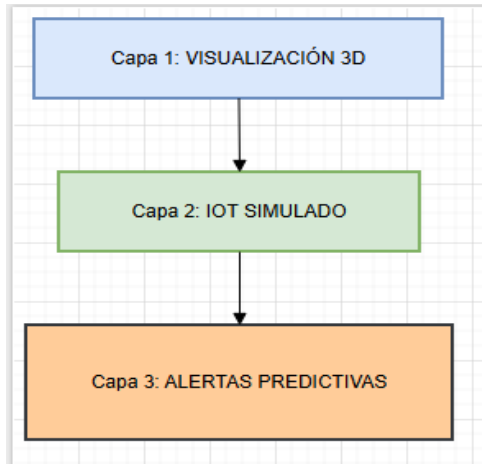 Capa 1: VISUALIZACIÓN 3D
Capa 2: IOT SIMULADO
Capa 3: ALERTAS PREDICTIVAS